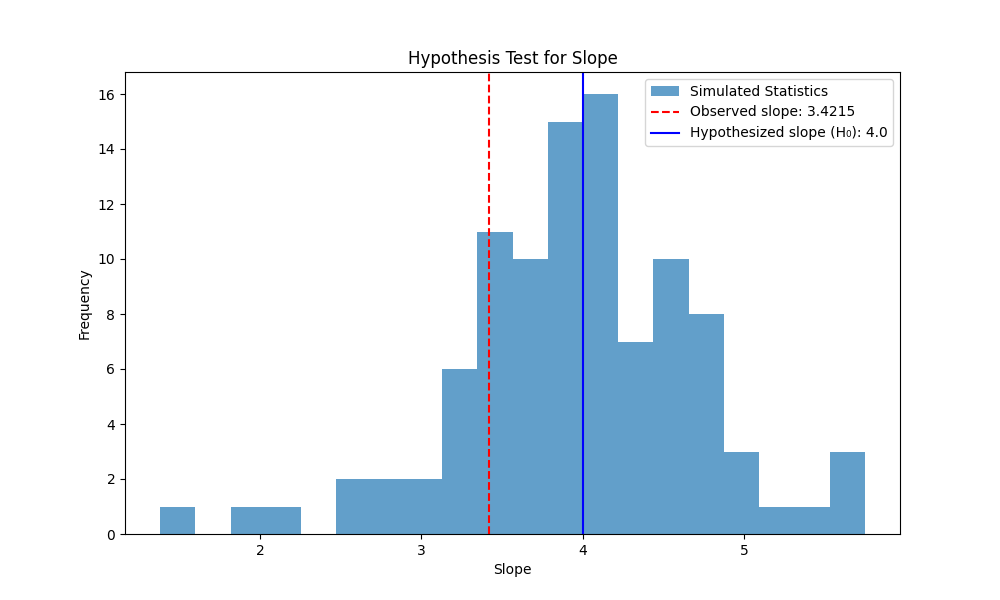 Hypothesis Test for Slope
Simulated Statistics
Observed slope: 3.4215
Hypothesized slope (H₀): 4.0
16
14
12
10
8
6
4
2
0
Frequency
2 3 4 5
Slope